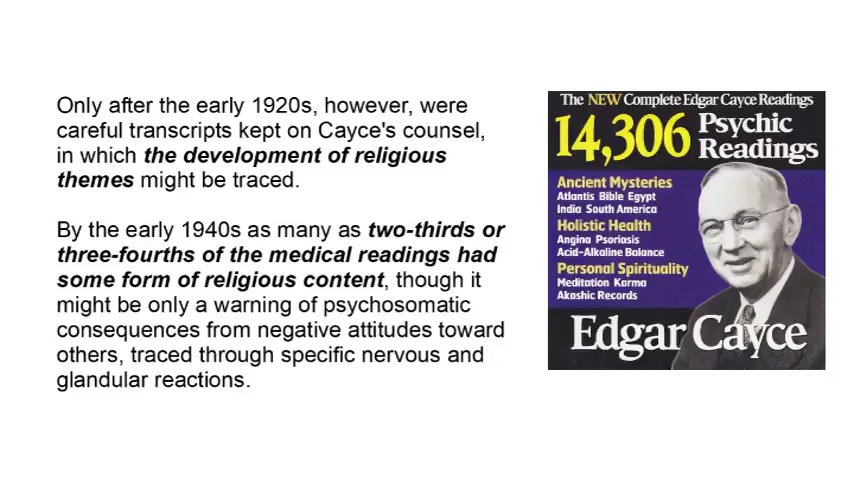 Only after the early 1920s, however, were
careful transcripts kept on Cayce's counsel,
in which the development of religious
themes might be traced.
By the early 1940s as many as two-thirds or
three-fourths of the medical readings had
some form of religious content, though it
might be only a warning of psychosomatic
consequences from negative attitudes toward
others, traced through specific nervous and
glandular reactions.
The NEW Complete Edgar Cayce Readings
14,306 Psychic
Readings
Ancient Mysteries
Atlantis Bible Egypt
India South America
Holistic Health
Angina Psoriasis
Acid-Alkaline Balance
Personal Spirituality
Meditation Karma
Akashic Records
Edgar Cayce